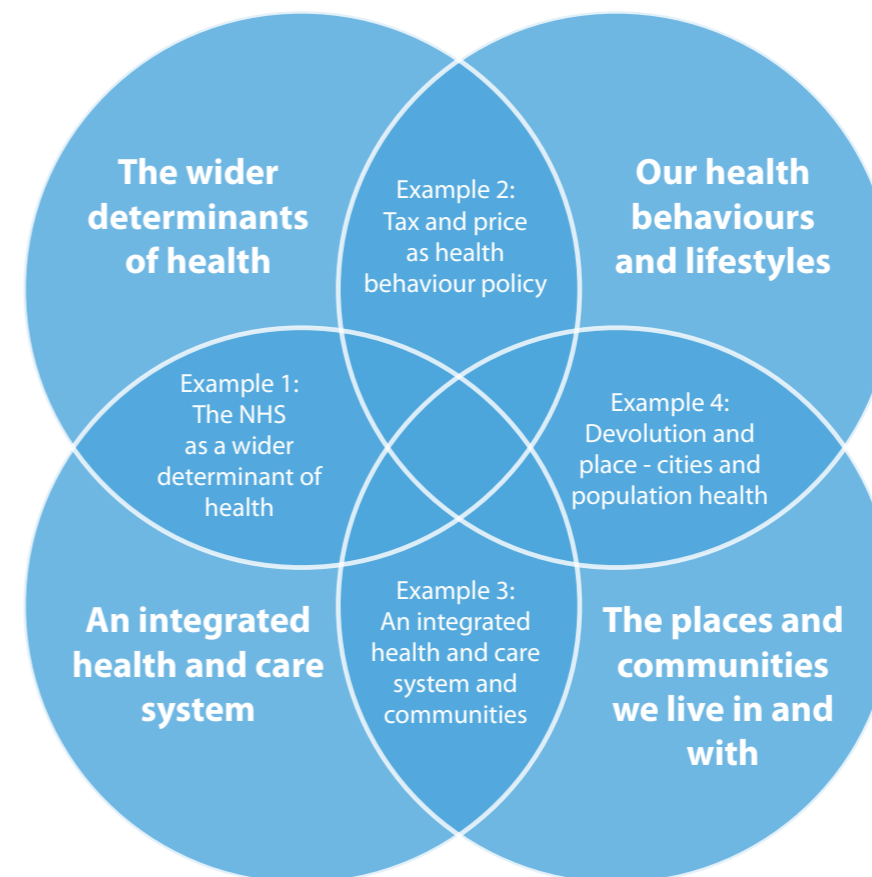 The wider
determinants
of health
Example 2:
Tax and price
as health
behaviour policy
Our health
behaviours
and lifestyles
Example 1:
The NHS
as a wider
determinant of
health
Example 4:
Devolution and
place - cities and
population health
An integrated
health and care
system
Example 3:
An integrated
health and care
system and
communities
The places and
communities
we live in and
with